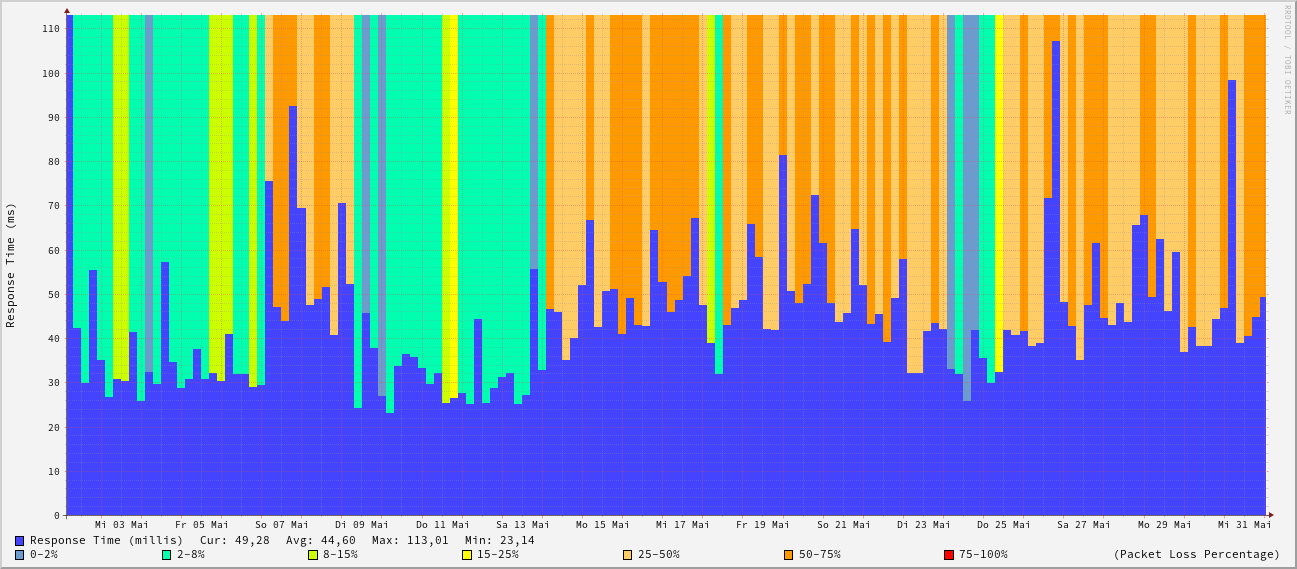 RRDTOOL / TOBI OETIKER
Response Time (ms)
110
100
90
80
70
60
50
40
30
20
10
0
Mi 03 Mai Fr 05 Mai So 07 Mai Di 09 Mai Do 11 Mai Sa 13 Mai Mo 15 Mai Mi 17 Mai Fr 19 Mai So 21 Mai Di 23 Mai Do 25 Mai Sa 27 Mai Mo 29 Mai Mi 31 Mai
Response Time (millis) Cur: 49,28 Avg: 44,60 Max: 113,01 Min: 23,14
0-2% 2-8% 8-15% 15-25% 25-50% 50-75% 75-100% (Packet Loss Percentage)